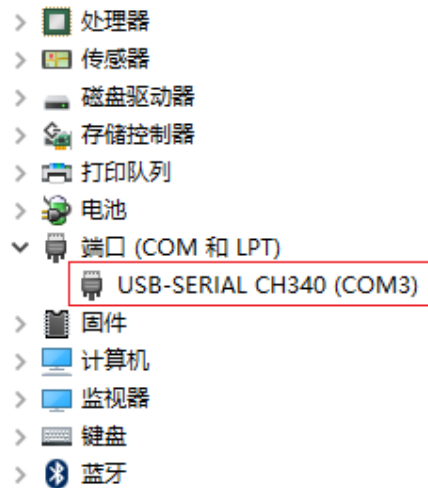 处理器
传感器
磁盘驱动器
存储控制器
打印队列
电池
端口 (COM 和 LPT)
USB-SERIAL CH340 (COM3)
固件
计算机
监视器
键盘
蓝牙